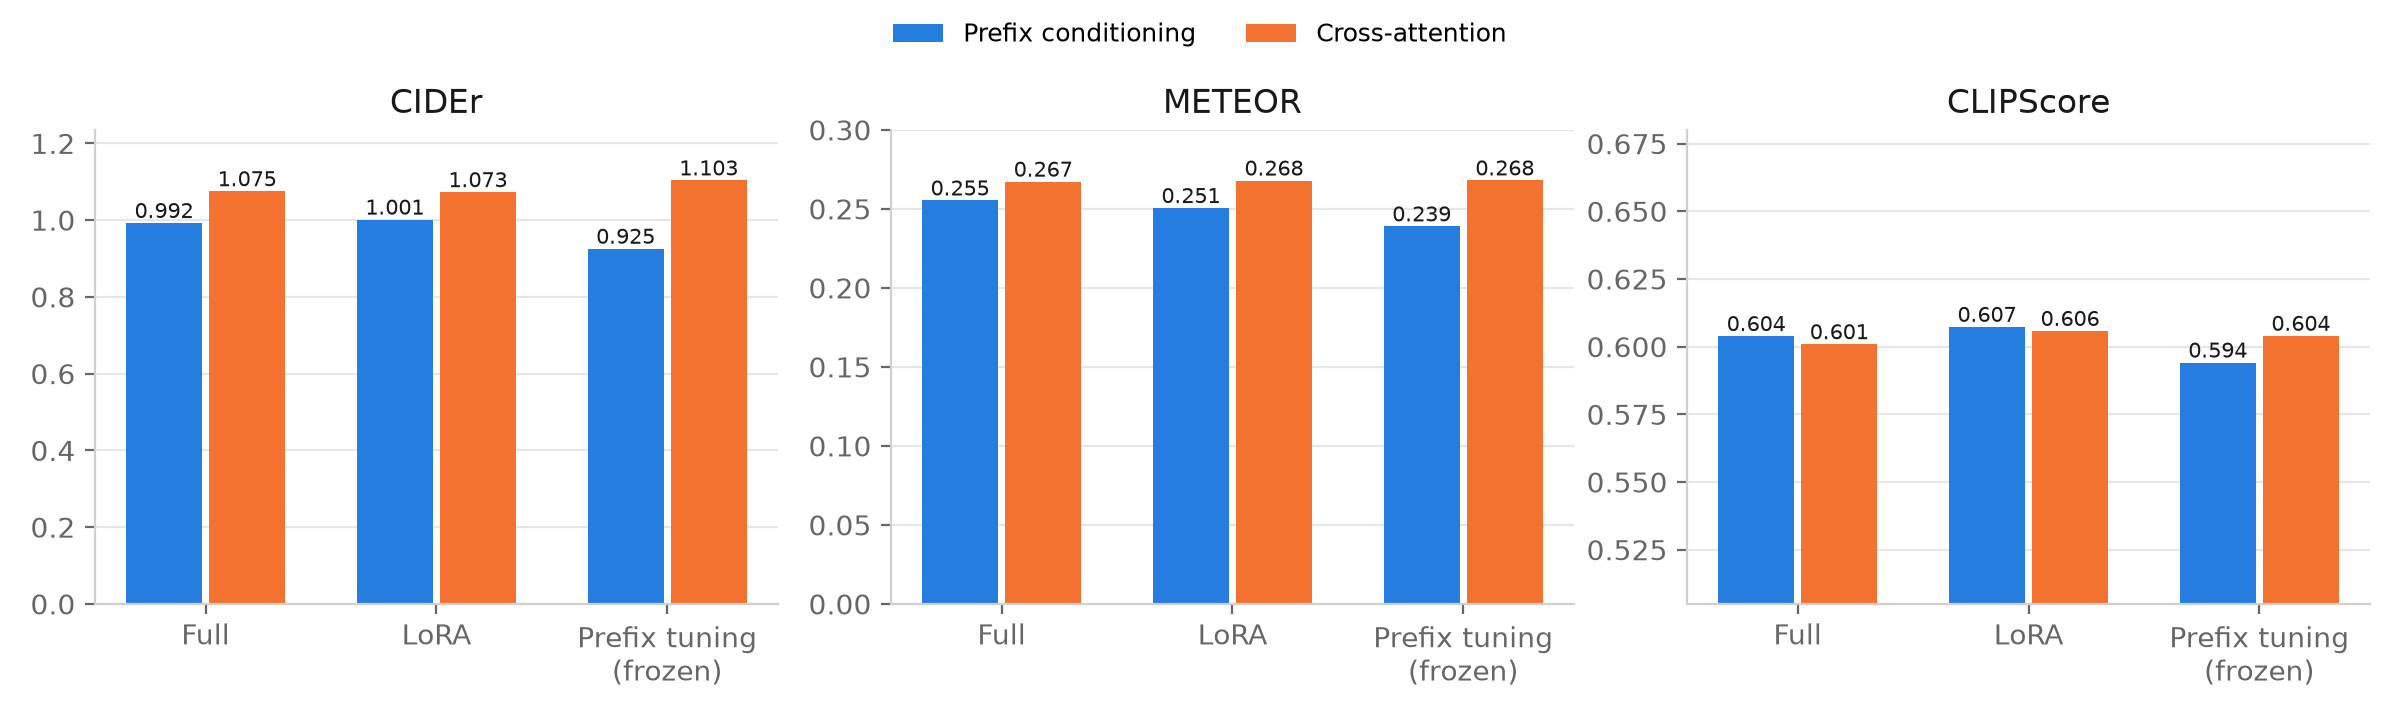 Prefix conditioning
Cross-attention
CIDEr
1.2
1.0
0.8
0.6
0.4
0.2
0.0
0.992
1.075
1.001
1.073
0.925
1.103
Full
LoRA
Prefix tuning
(frozen)
METEOR
0.30
0.25
0.20
0.15
0.10
0.05
0.00
0.255
0.267
0.251
0.268
0.239
0.268
Full
LoRA
Prefix tuning
(frozen)
CLIPScore
0.675
0.650
0.625
0.600
0.575
0.550
0.525
0.604
0.601
0.607
0.606
0.594
0.604
Full
LoRA
Prefix tuning
(frozen)